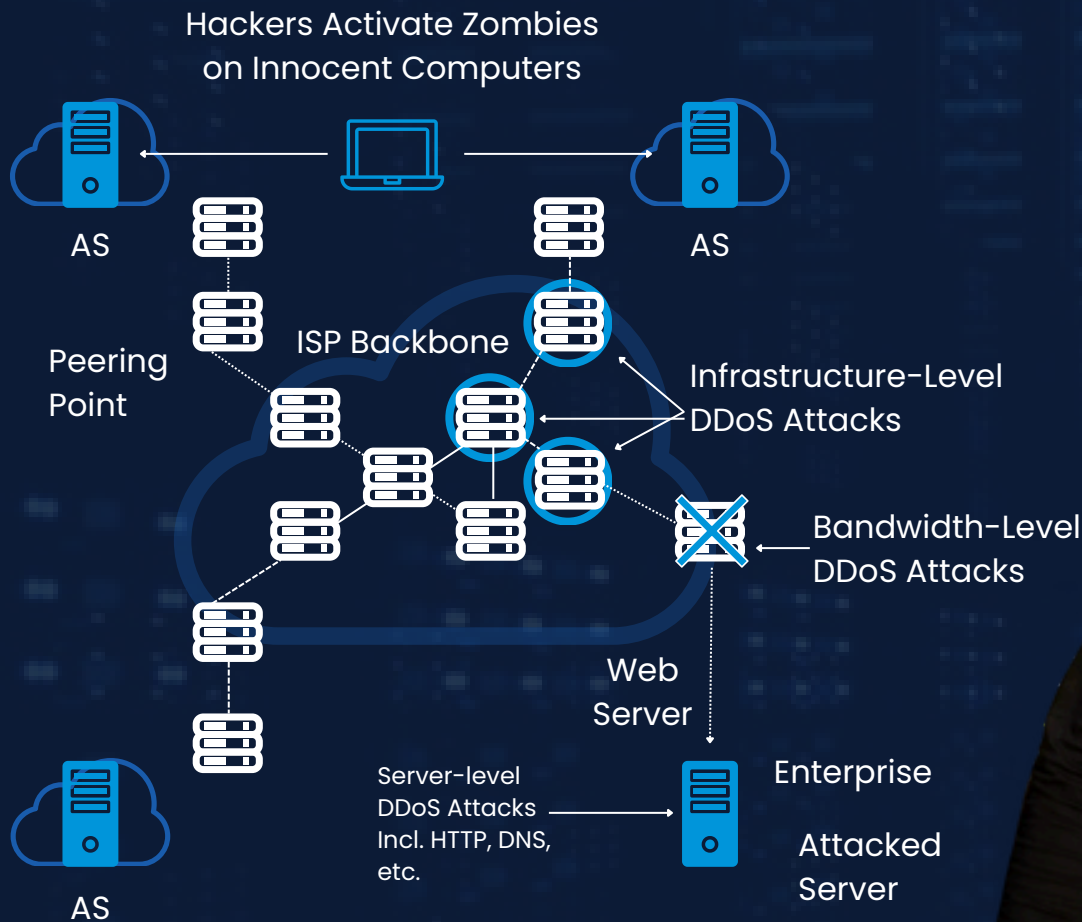 Hackers Activate Zombies
on Innocent Computers
AS
AS
ISP Backbone
Peering
Point
Infrastructure-Level
DDoS Attacks
Bandwidth-Level
DDoS Attacks
Web
Server
Server-level
DDoS Attacks
Incl. HTTP, DNS,
etc.
Enterprise
Attacked
Server
AS